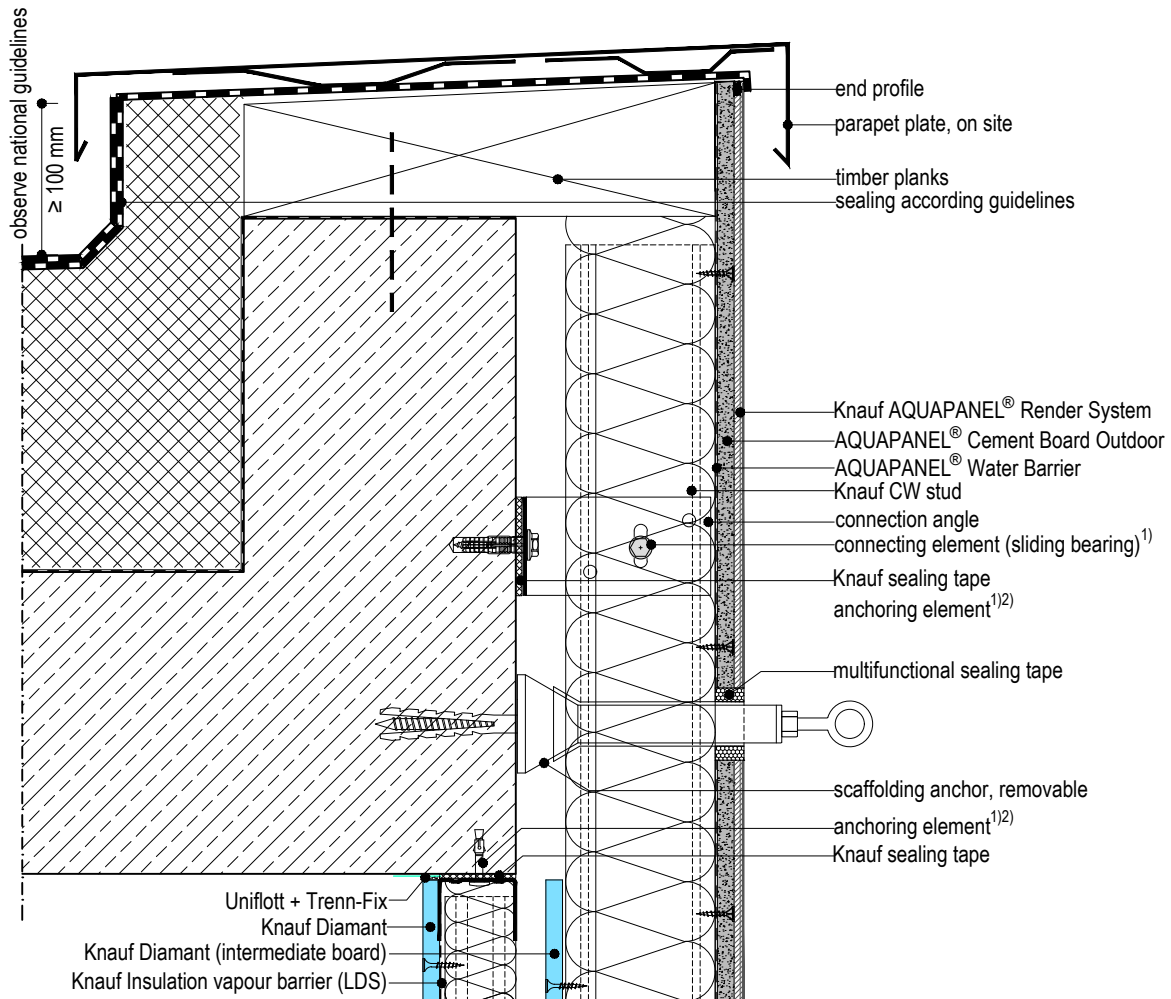 observe national guidelines
≥ 100 mm
end profile
parapet plate, on site
timber planks
sealing according guidelines
Knauf AQUAPANEL® Render System
AQUAPANEL® Cement Board Outdoor
AQUAPANEL® Water Barrier
Knauf CW stud
connection angle
connecting element (sliding bearing)1)
Knauf sealing tape
anchoring element1)2)
multifunctional sealing tape
scaffolding anchor, removable
anchoring element1)2)
Knauf sealing tape
Uniflott + Trenn-Fix
Knauf Diamant
Knauf Diamant (intermediate board)
Knauf Insulation vapour barrier (LDS)